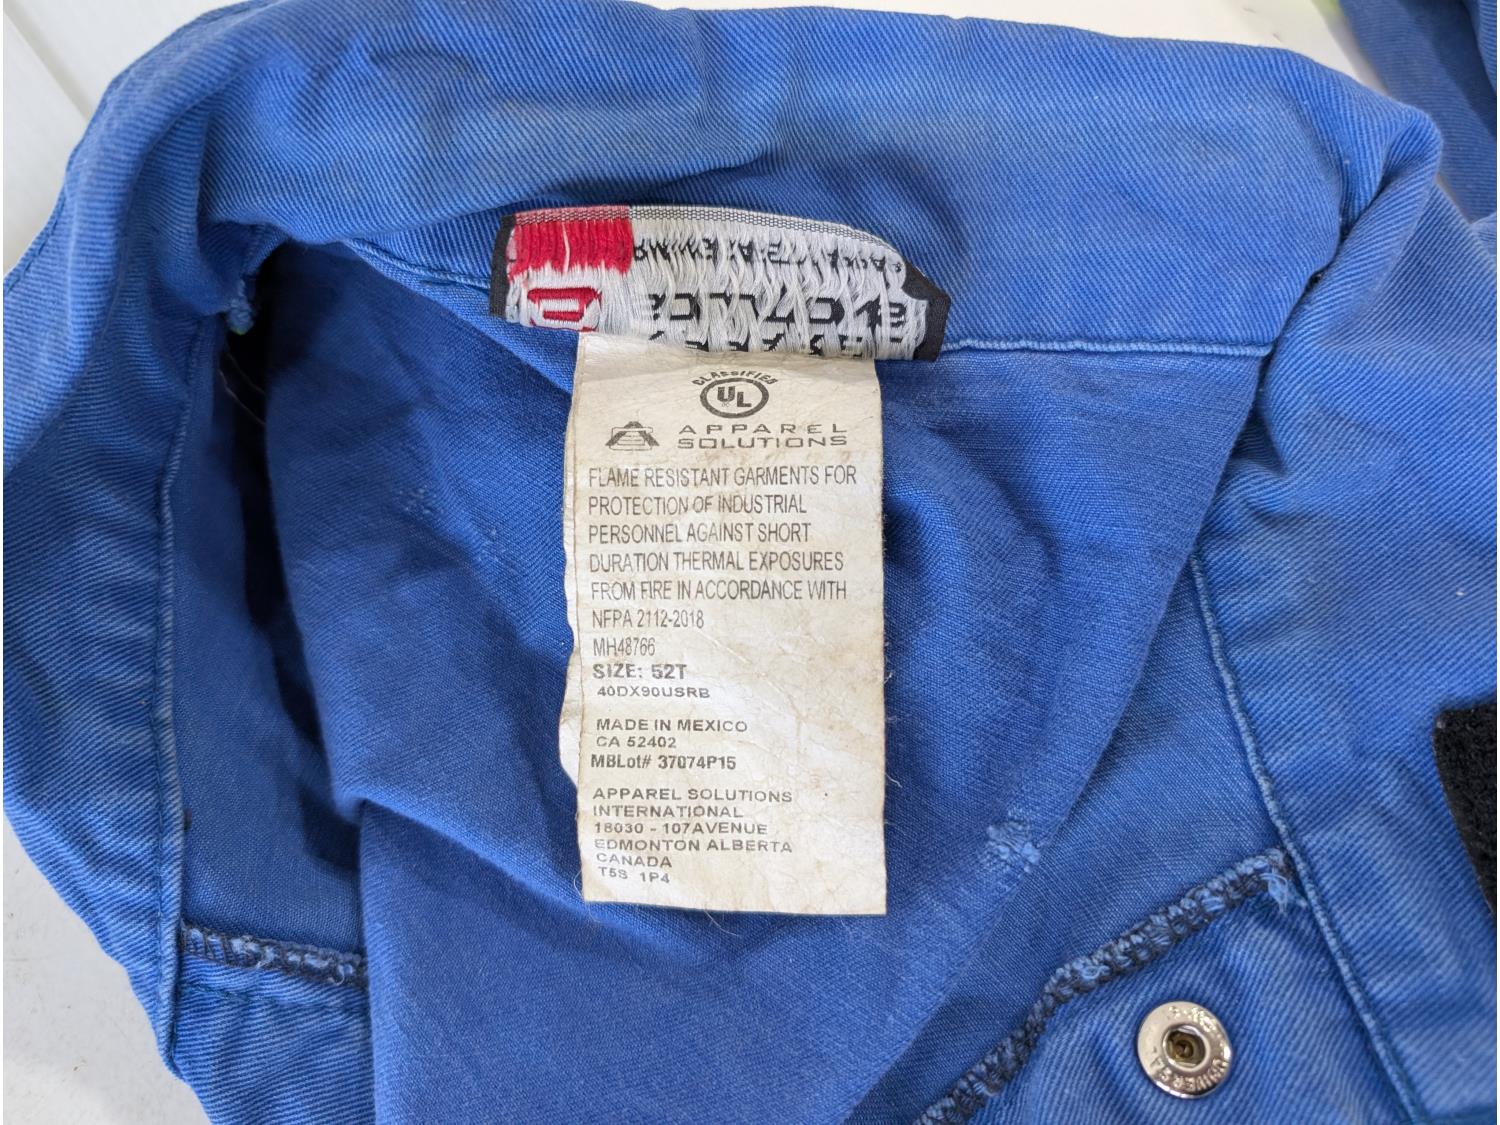 CLASSIFIED
UL
APPAREL
SOLUTIONS
FLAME RESISTANT GARMENTS FOR
PROTECTION OF INDUSTRIAL
PERSONNEL AGAINST SHORT
DURATION THERMAL EXPOSURES
FROM FIRE IN ACCORDANCE WITH
NFPA 2112-2018
MH48766
SIZE: 52T
40DX90USRB
MADE IN MEXICO
CA 52402
MBLot# 37074P15
APPAREL SOLUTIONS
INTERNATIONAL
18030 - 107AVENUE
EDMONTON ALBERTA
CANADA
T5S 1P4